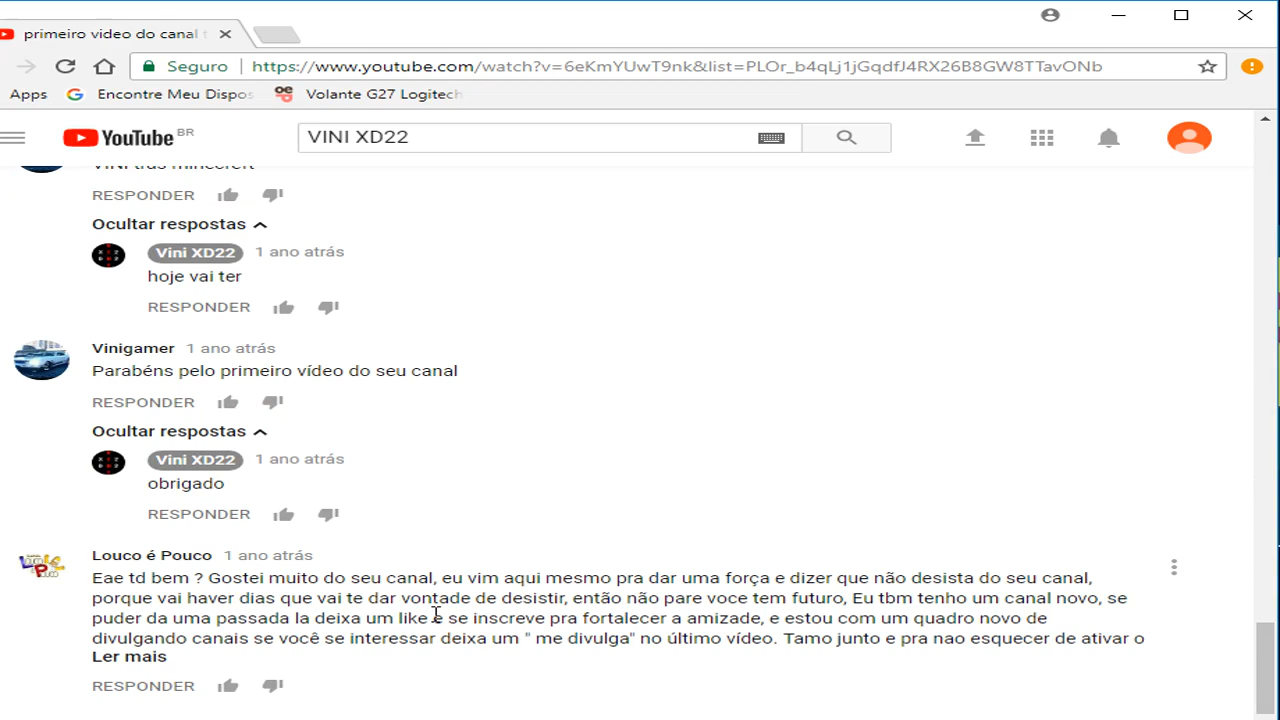 primeiro video do canal
Seguro
https://www.youtube.com/watch?v=6eKmYUwT9nk&list=PLOr_b4qLj1jGqdfJ4RX26B8GW8TTavONb
Apps
Encontre Meu Dispos
Volante G27 Logitech
YouTube BR
VINI XD22
VINI trás minecreft
RESPONDER
Ocultar respostas
Vini XD22 1 ano atrás
hoje vai ter
RESPONDER
Vinigamer 1 ano atrás
Parabéns pelo primeiro vídeo do seu canal
RESPONDER
Ocultar respostas
Vini XD22 1 ano atrás
obrigado
RESPONDER
Louco é Pouco 1 ano atrás
Eae td bem ? Gostei muito do seu canal, eu vim aqui mesmo pra dar uma força e dizer que não desista do seu canal,
porque vai haver dias que vai te dar vontade de desistir, então não pare voce tem futuro, Eu tbm tenho um canal novo, se
puder da uma passada la deixa um like e se inscreve pra fortalecer a amizade, e estou com um quadro novo de
divulgando canais se você se interessar deixa um " me divulga" no último vídeo. Tamo junto e pra nao esquecer de ativar o
Ler mais
RESPONDER